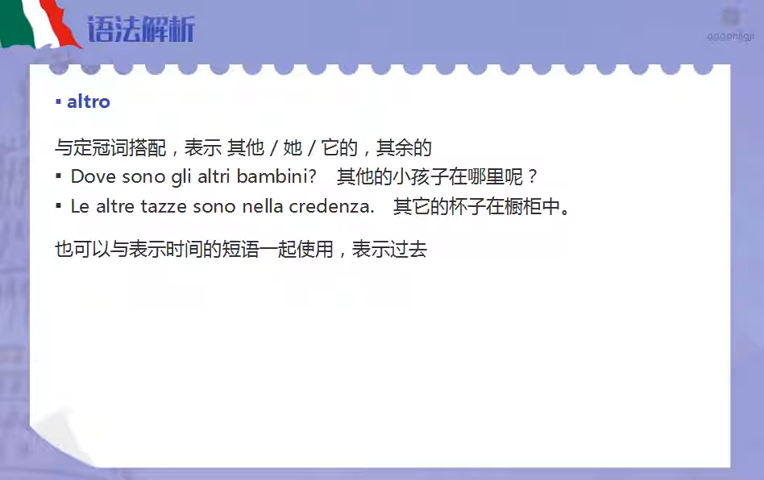 语法解析
▪ altro
与定冠词搭配，表示 其他 / 她 / 它的，其余的
▪ Dove sono gli altri bambini? 其他的小孩子在哪里呢？
▪ Le altre tazze sono nella credenza. 其它的杯子在橱柜中。
也可以与表示时间的短语一起使用，表示过去